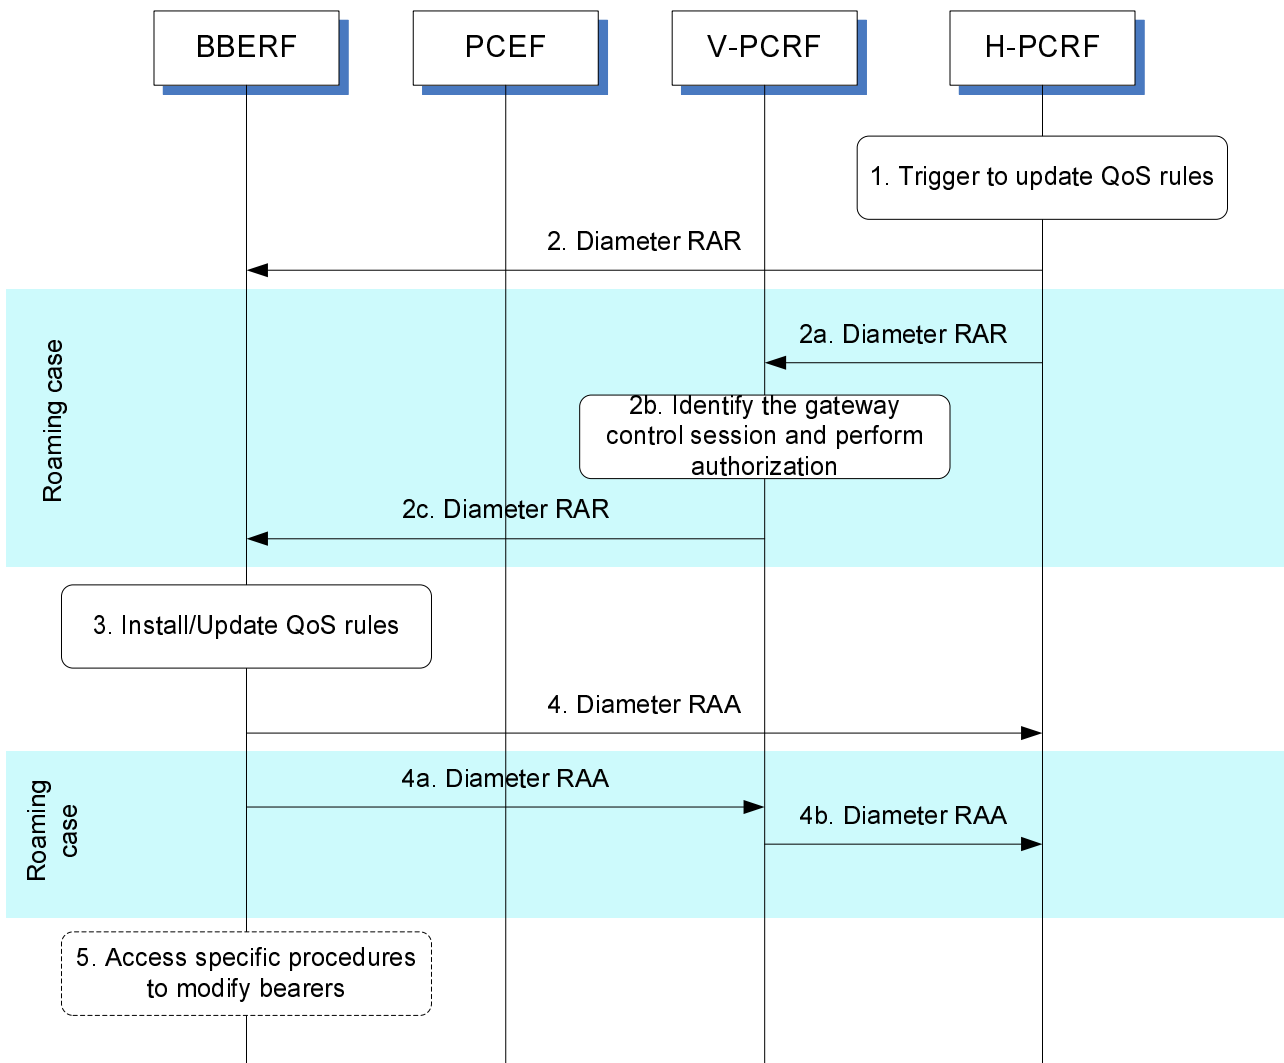 BBERF
PCEF
V-PCRF
H-PCRF
1. Trigger to update QoS rules
2. Diameter RAR
Roaming case
2a. Diameter RAR
2b. Identify the gateway
control session and perform
authorization
2c. Diameter RAR
3. Install/Update QoS rules
4. Diameter RAA
Roaming
case
4a. Diameter RAA
4b. Diameter RAA
5. Access specific procedures
to modify bearers